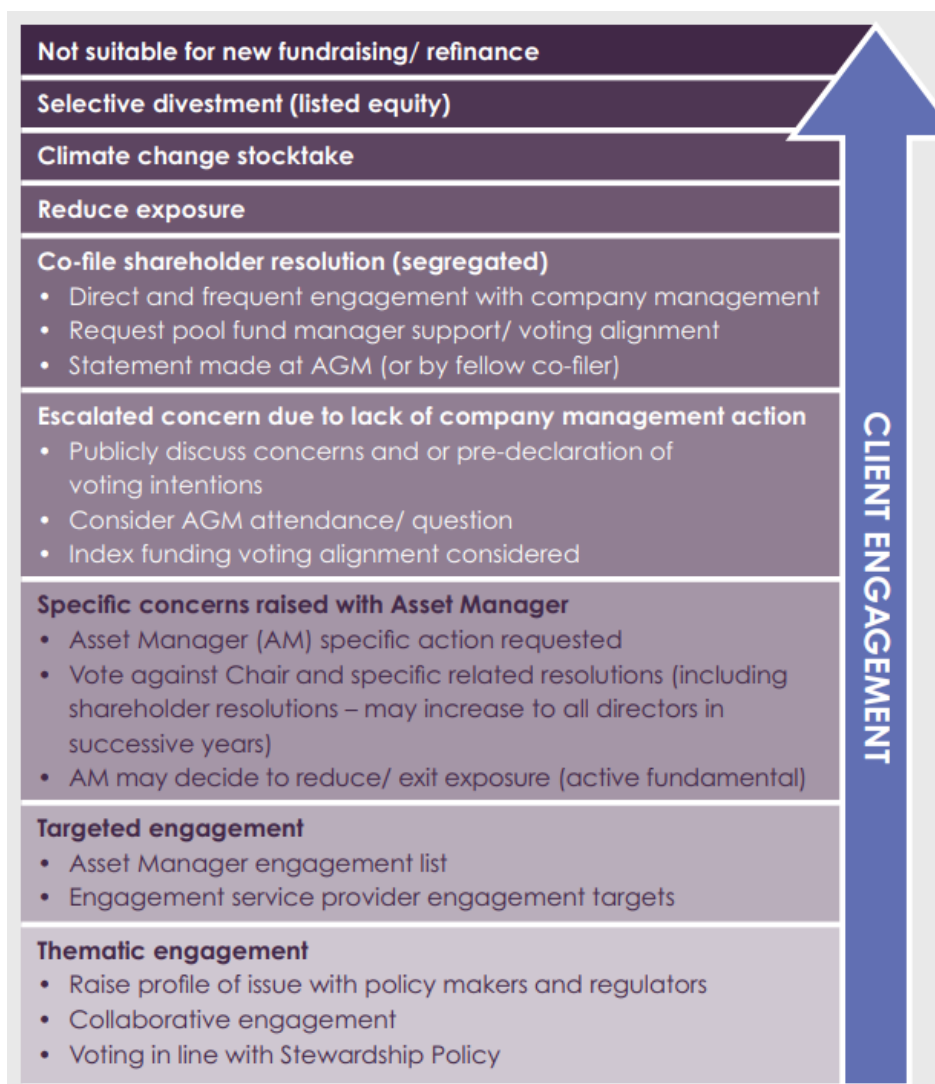 Not suitable for new fundraising/ refinance
Selective divestment (listed equity)
Climate change stocktake
Reduce exposure
Co-file shareholder resolution (segregated)
• Direct and frequent engagement with company management
• Request pool fund manager support/ voting alignment
• Statement made at AGM (or by fellow co-filer)
Escalated concern due to lack of company management action
• Publicly discuss concerns and or pre-declaration of
voting intentions
• Consider AGM attendance/ question
• Index funding voting alignment considered
Specific concerns raised with Asset Manager
• Asset Manager (AM) specific action requested
• Vote against Chair and specific related resolutions (including
shareholder resolutions – may increase to all directors in
successive years)
• AM may decide to reduce/ exit exposure (active fundamental)
Targeted engagement
• Asset Manager engagement list
• Engagement service provider engagement targets
Thematic engagement
• Raise profile of issue with policy makers and regulators
• Collaborative engagement
• Voting in line with Stewardship Policy
CLIENT ENGAGEMENT